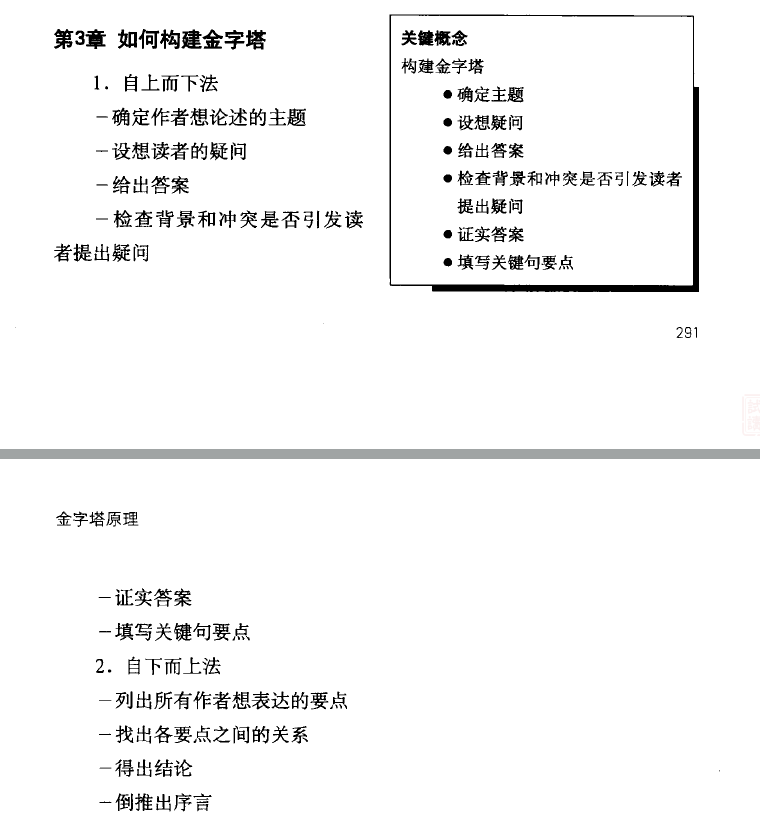 第3章 如何构建金字塔
1．自上而下法
－确定作者想论述的主题
－设想读者的疑问
－给出答案
－检查背景和冲突是否引发读
者提出疑问
关键概念
构建金字塔
●确定主题
●设想疑问
●给出答案
●检查背景和冲突是否引发读者
提出疑问
●证实答案
●填写关键句要点
291
金字塔原理
－证实答案
－填写关键句要点
2．自下而上法
－列出所有作者想表达的要点
－找出各要点之间的关系
－得出结论
－倒推出序言